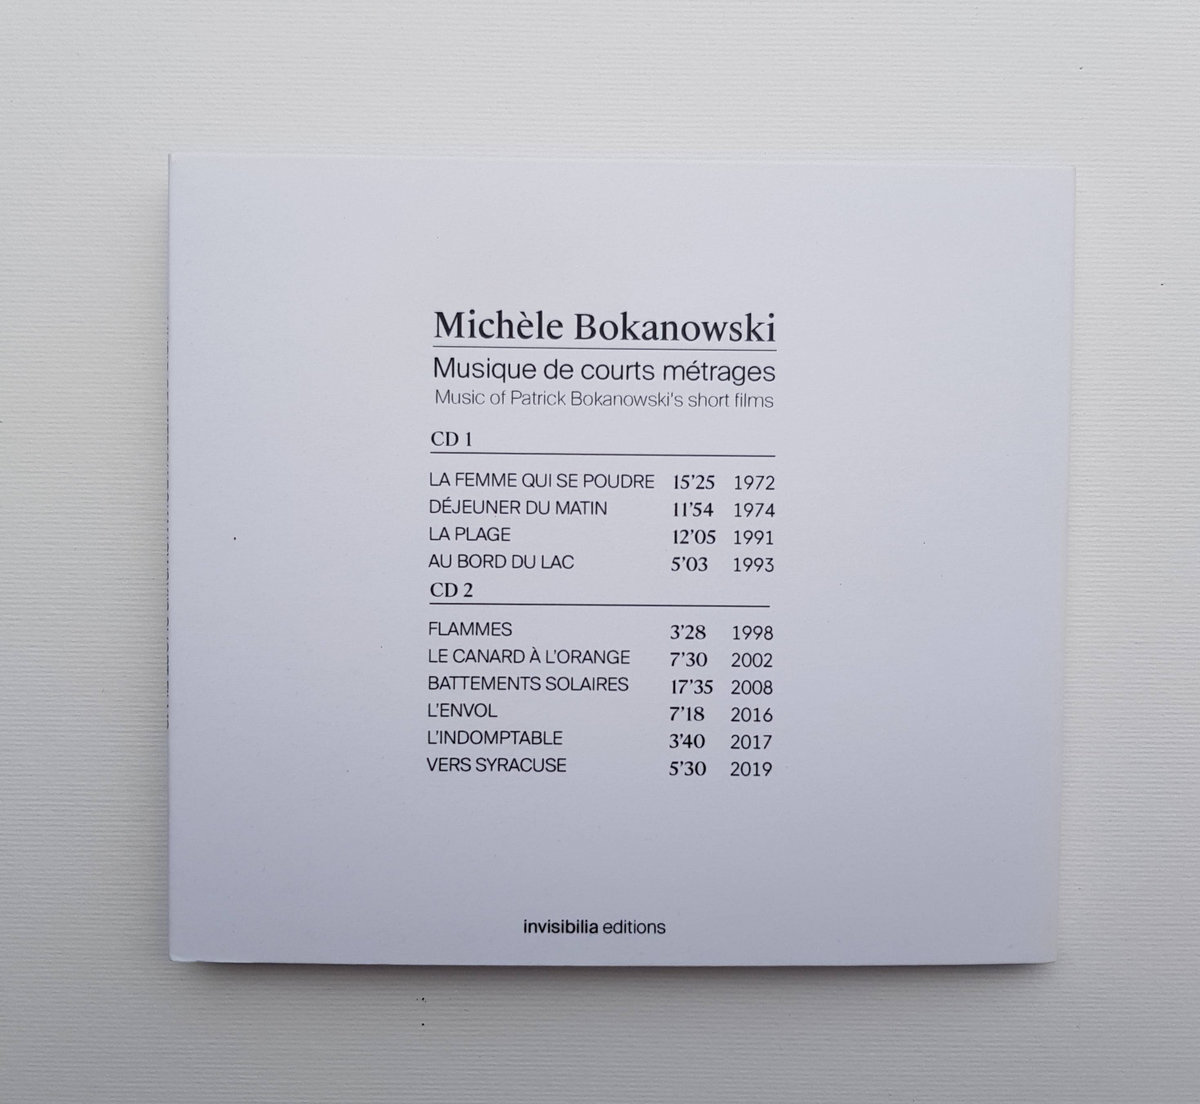 Michèle Bokanowski
Musique de courts métrages
Music of Patrick Bokanowski's short films
CD 1
LA FEMME QUI SE POUDRE 15'25 1972
DÉJEUNER DU MATIN 11'54 1974
LA PLAGE 12'05 1991
AU BORD DU LAC 5'03 1993
CD 2
FLAMMES 3'28 1998
LE CANARD À L'ORANGE 7'30 2002
BATTEMENTS SOLAIRES 17'35 2008
L'ENVOL 7'18 2016
L'INDOMPTABLE 3'40 2017
VERS SYRACUSE 5'30 2019
invisibilia editions